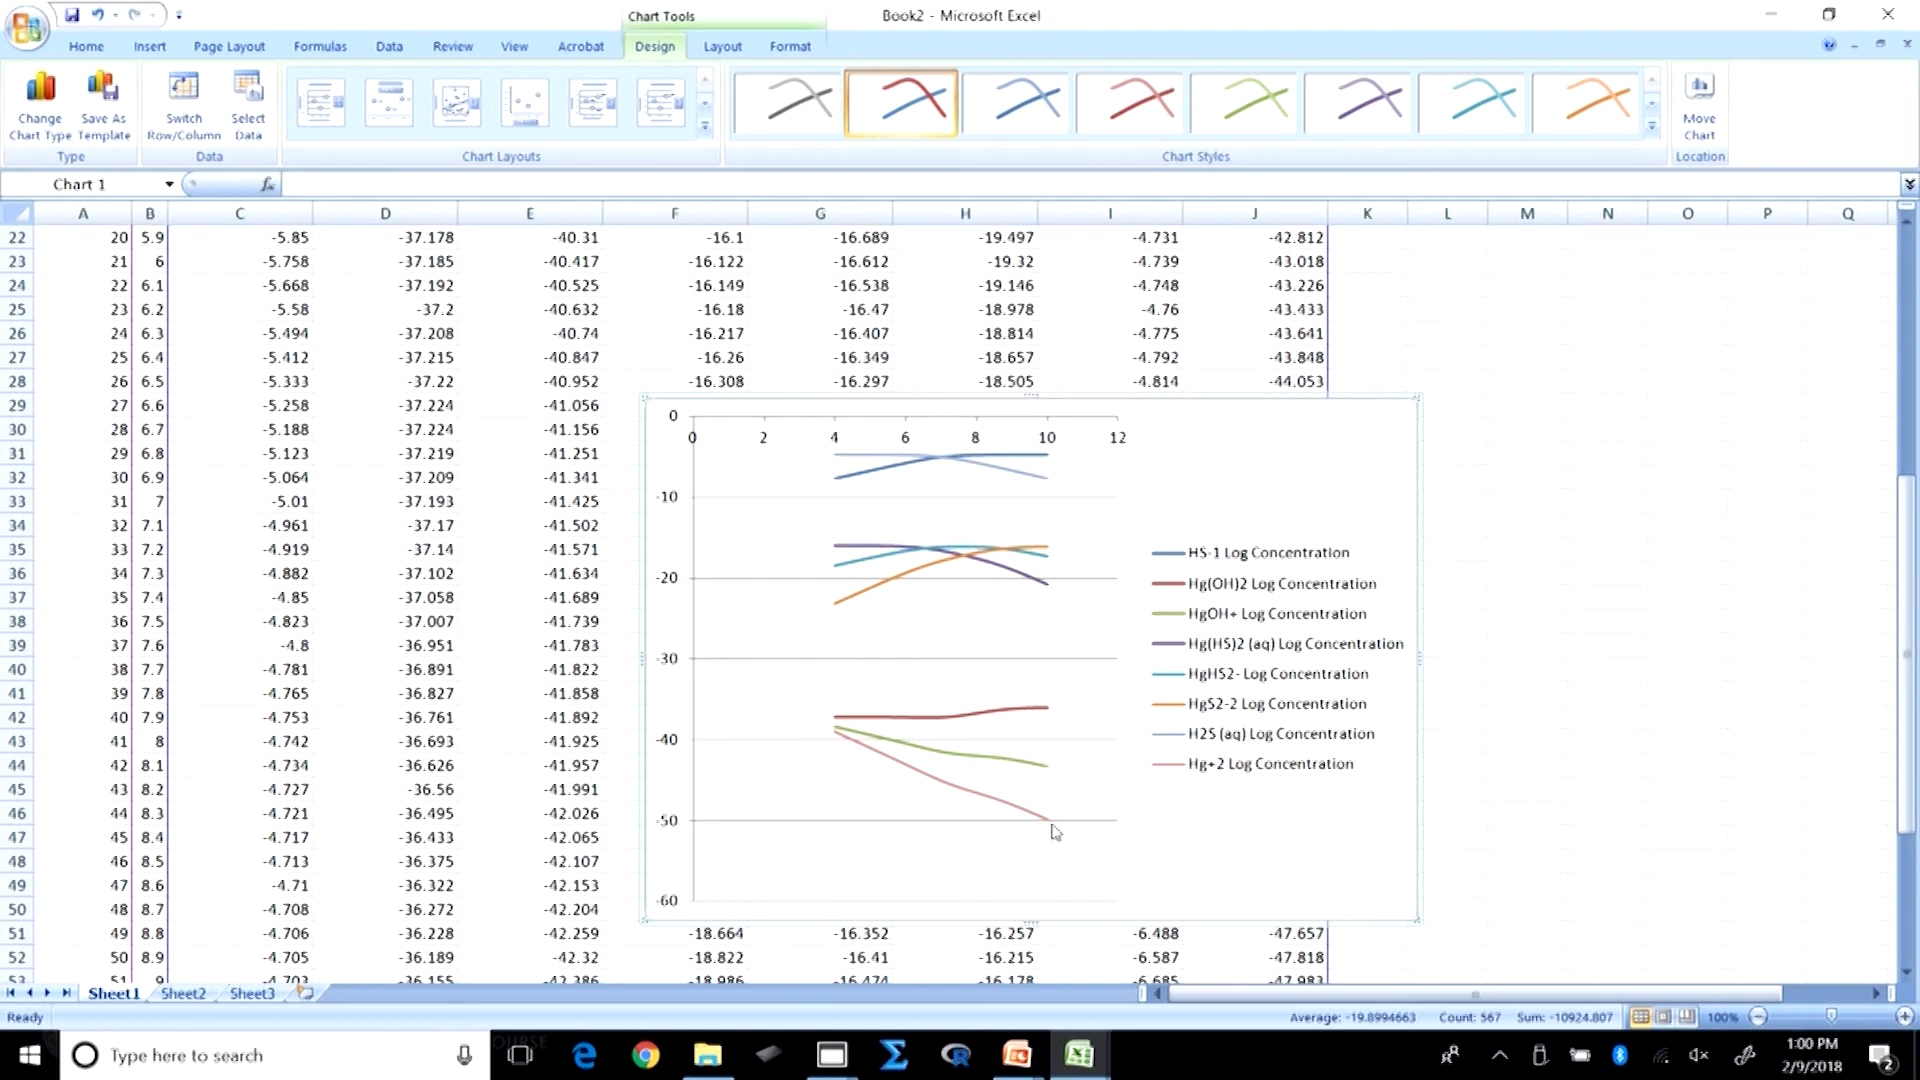 Chart Tools
Book2 - Microsoft Excel
Home Insert Page Layout Formulas Data Review View Acrobat Design Layout Format
Change Chart Type
Save As Template
Switch Row/Column
Select Data
Move Chart
Type Data Chart Layouts Chart Styles Location
Chart 1 fx
A B C D E F G H I J K L M N O P Q
22 20 5.9 -5.85 -37.178 -40.31 -16.1 -16.689 -19.497 -4.731 -42.812
23 21 6 -5.758 -37.185 -40.417 -16.122 -16.612 -19.32 -4.739 -43.018
24 22 6.1 -5.668 -37.192 -40.525 -16.149 -16.538 -19.146 -4.748 -43.226
25 23 6.2 -5.58 -37.2 -40.632 -16.18 -16.47 -18.978 -4.76 -43.433
26 24 6.3 -5.494 -37.208 -40.74 -16.217 -16.407 -18.814 -4.775 -43.641
27 25 6.4 -5.412 -37.215 -40.847 -16.26 -16.349 -18.657 -4.792 -43.848
28 26 6.5 -5.333 -37.22 -40.952 -16.308 -16.297 -18.505 -4.814 -44.053
29 27 6.6 -5.258 -37.224 -41.056
30 28 6.7 -5.188 -37.224 -41.156
31 29 6.8 -5.123 -37.219 -41.251
32 30 6.9 -5.064 -37.209 -41.341
33 31 7 -5.01 -37.193 -41.425
34 32 7.1 -4.961 -37.17 -41.502
35 33 7.2 -4.919 -37.14 -41.571
36 34 7.3 -4.882 -37.102 -41.634
37 35 7.4 -4.85 -37.058 -41.689
38 36 7.5 -4.823 -37.007 -41.739
39 37 7.6 -4.8 -36.951 -41.783
40 38 7.7 -4.781 -36.891 -41.822
41 39 7.8 -4.765 -36.827 -41.858
42 40 7.9 -4.753 -36.761 -41.892
43 41 8 -4.742 -36.693 -41.925
44 42 8.1 -4.734 -36.626 -41.957
45 43 8.2 -4.727 -36.56 -41.991
46 44 8.3 -4.721 -36.495 -42.026
47 45 8.4 -4.717 -36.433 -42.065
48 46 8.5 -4.713 -36.375 -42.107
49 47 8.6 -4.71 -36.322 -42.153
50 48 8.7 -4.708 -36.272 -42.204
51 49 8.8 -4.706 -36.228 -42.259 -18.664 -16.352 -16.257 -6.488 -47.657
52 50 8.9 -4.705 -36.189 -42.32 -18.822 -16.41 -16.215 -6.587 -47.818
53 51 9 -4.703 -36.155 -42.386 -18.986 -16.474 -16.178 -6.685 -47.983
0
0 2 4 6 8 10 12
-10
-20
-30
-40
-50
-60
HS-1 Log Concentration
Hg(OH)2 Log Concentration
HgOH+ Log Concentration
Hg(HS)2 (aq) Log Concentration
HgHS2- Log Concentration
HgS2-2 Log Concentration
H2S (aq) Log Concentration
Hg+2 Log Concentration
Sheet1 Sheet2 Sheet3
Ready Average: -19.8994663 Count: 567 Sum: -10924.807 100%
Type here to search
1:00 PM
2/9/2018
2